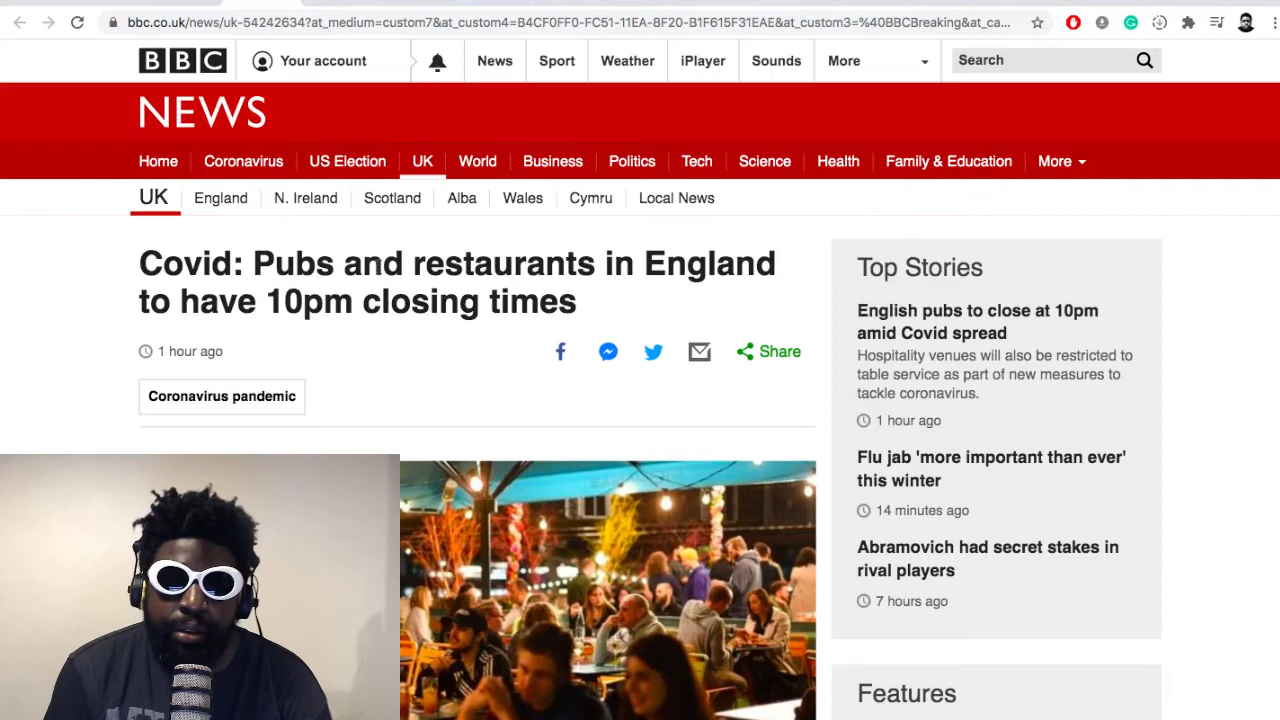 bbc.co.uk/news/uk-54242634?at_medium=custom7&at_custom4=B4CF0FF0-FC51-11EA-8F20-B1F615F31EAE&at_custom3=%40BBCBreaking&at_ca...
BBC Your account News Sport Weather iPlayer Sounds More Search
NEWS
Home Coronavirus US Election UK World Business Politics Tech Science Health Family & Education More
UK England N. Ireland Scotland Alba Wales Cymru Local News
Covid: Pubs and restaurants in England
to have 10pm closing times
1 hour ago
Share
Coronavirus pandemic
Top Stories
English pubs to close at 10pm
amid Covid spread
Hospitality venues will also be restricted to
table service as part of new measures to
tackle coronavirus.
1 hour ago
Flu jab 'more important than ever'
this winter
14 minutes ago
Abramovich had secret stakes in
rival players
7 hours ago
Features